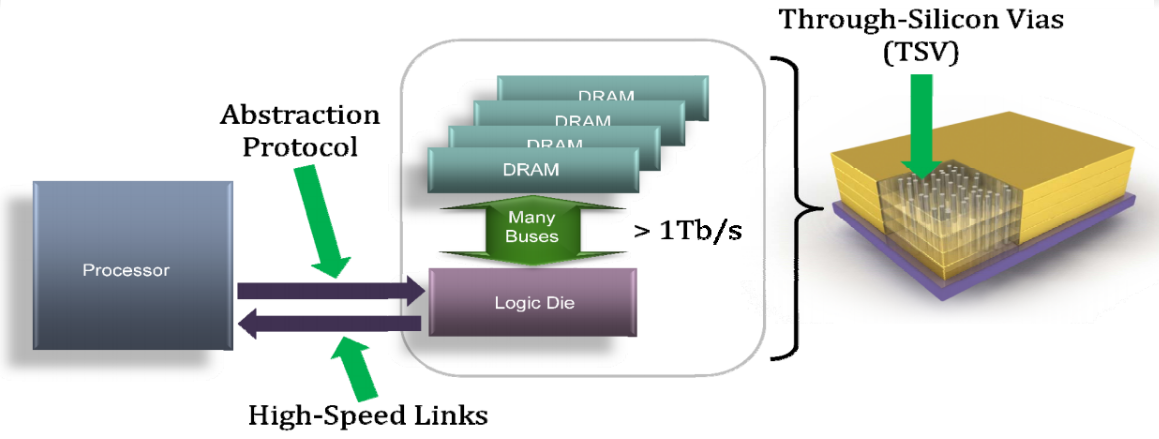 Through-Silicon Vias
(TSV)
Abstraction
Protocol
DRAM
DRAM
DRAM
DRAM
Many
Buses
> 1Tb/s
Processor
Logic Die
High-Speed Links